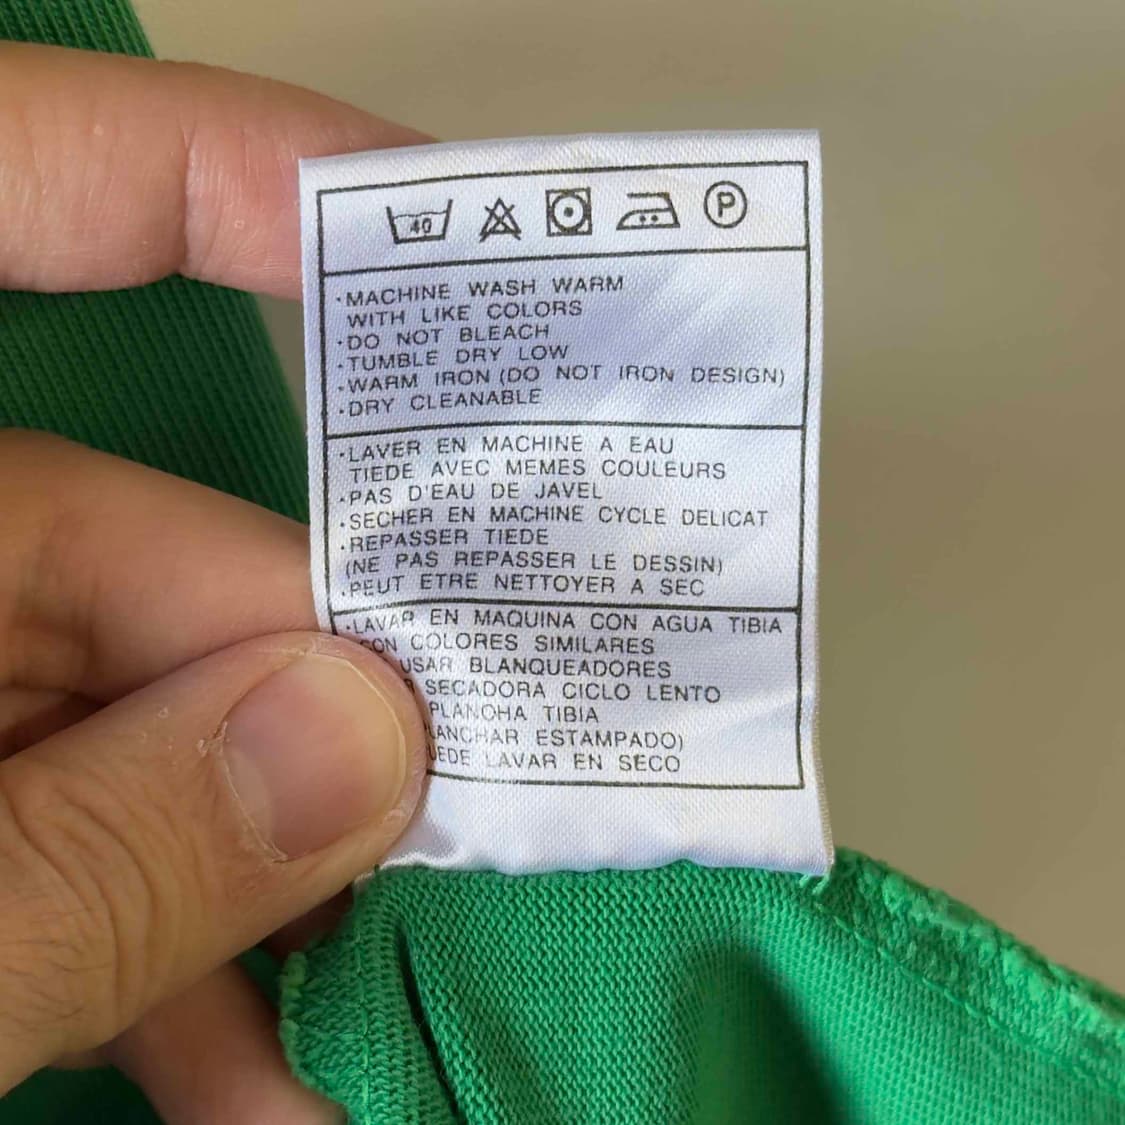 40 P
·MACHINE WASH WARM
WITH LIKE COLORS
·DO NOT BLEACH
·TUMBLE DRY LOW
·WARM IRON (DO NOT IRON DESIGN)
·DRY CLEANABLE
·LAVER EN MACHINE A EAU
TIEDE AVEC MEMES COULEURS
·PAS D'EAU DE JAVEL
·SECHER EN MACHINE CYCLE DELICAT
·REPASSER TIEDE
(NE PAS REPASSER LE DESSIN)
·PEUT ETRE NETTOYER A SEC
·LAVAR EN MAQUINA CON AGUA TIBIA
CON COLORES SIMILARES
USAR BLANQUEADORES
SECADORA CICLO LENTO
PLANCHA TIBIA
ESTAMPADO)
LAVAR EN SECO